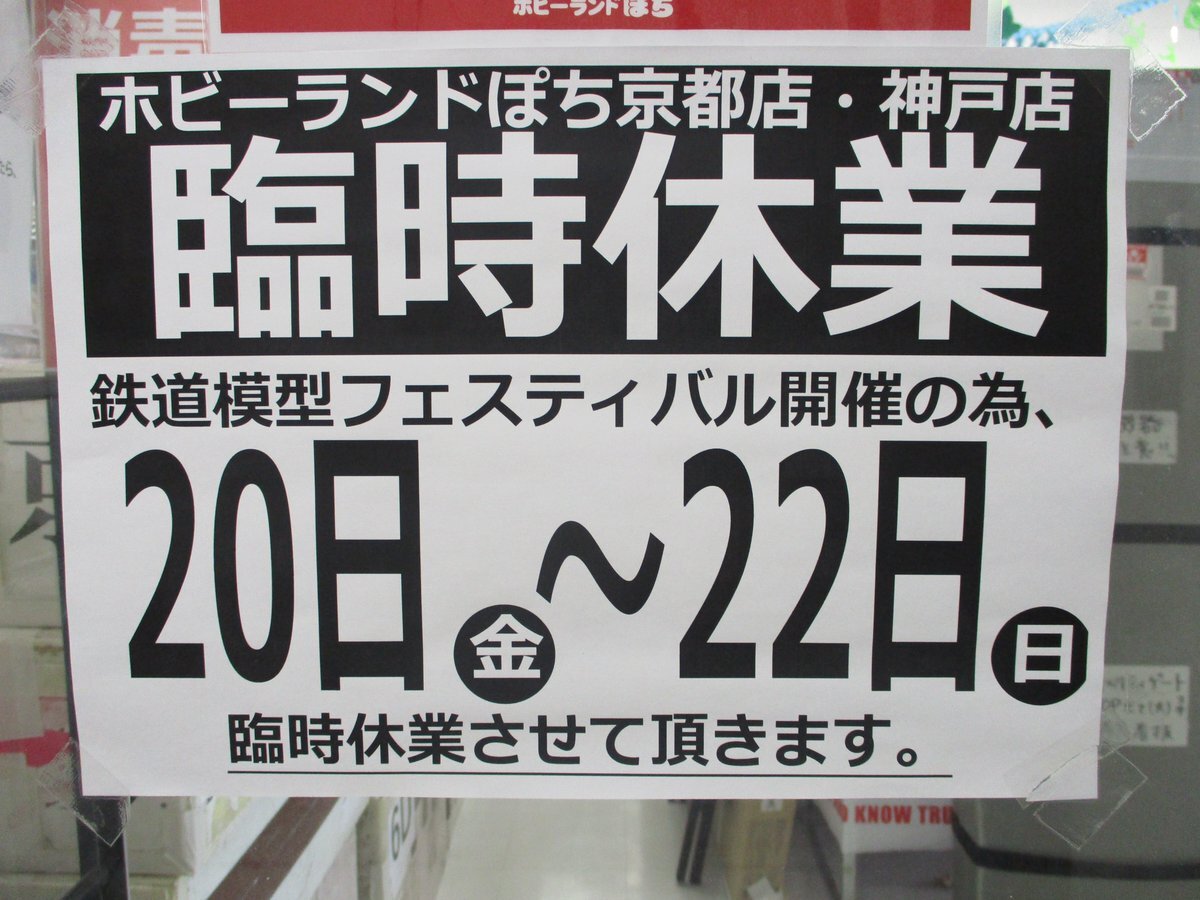 ホビーランドぽち
消毒
ホビーランドぽち京都店・神戸店
臨時休業
鉄道模型フェスティバル開催の為、
20日㊎～22日㊐
臨時休業させて頂きます。
KNOW TRU